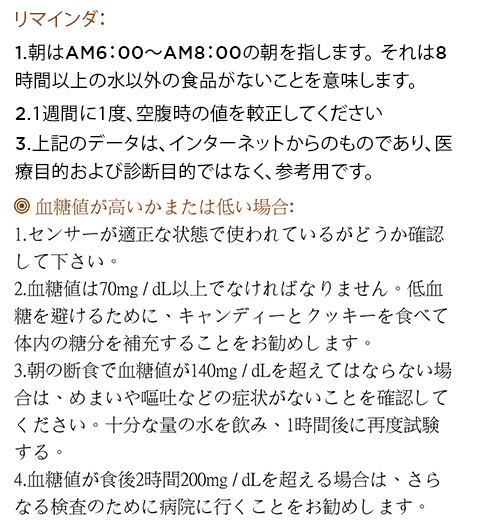 リマインダ：
1.朝はAM6：00〜AM8：00の朝を指します。それは8
時間以上の水以外の食品がないことを意味します。
2.1週間に1度、空腹時の値を較正してください
3.上記のデータは、インターネットからのものであり、医
療目的および診断目的ではなく、参考用です。
◎ 血糖値が高いかまたは低い場合:
1.センサーが適正な状態で使われているがどうか確認
して下さい。
2.血糖値は70mg / dL以上でなければなりません。低血
糖を避けるために、キャンディーとクッキーを食べて
体内の糖分を補充することをお勧めします。
3.朝の断食で血糖値が140mg / dLを超えてはならない場
合は、めまいや嘔吐などの症状がないことを確認して
ください。十分な量の水を飲み、1時間後に再度試験
する。
4.血糖値が食後2時間200mg / dLを超える場合は、さら
なる検査のために病院に行くことをお勧めします。